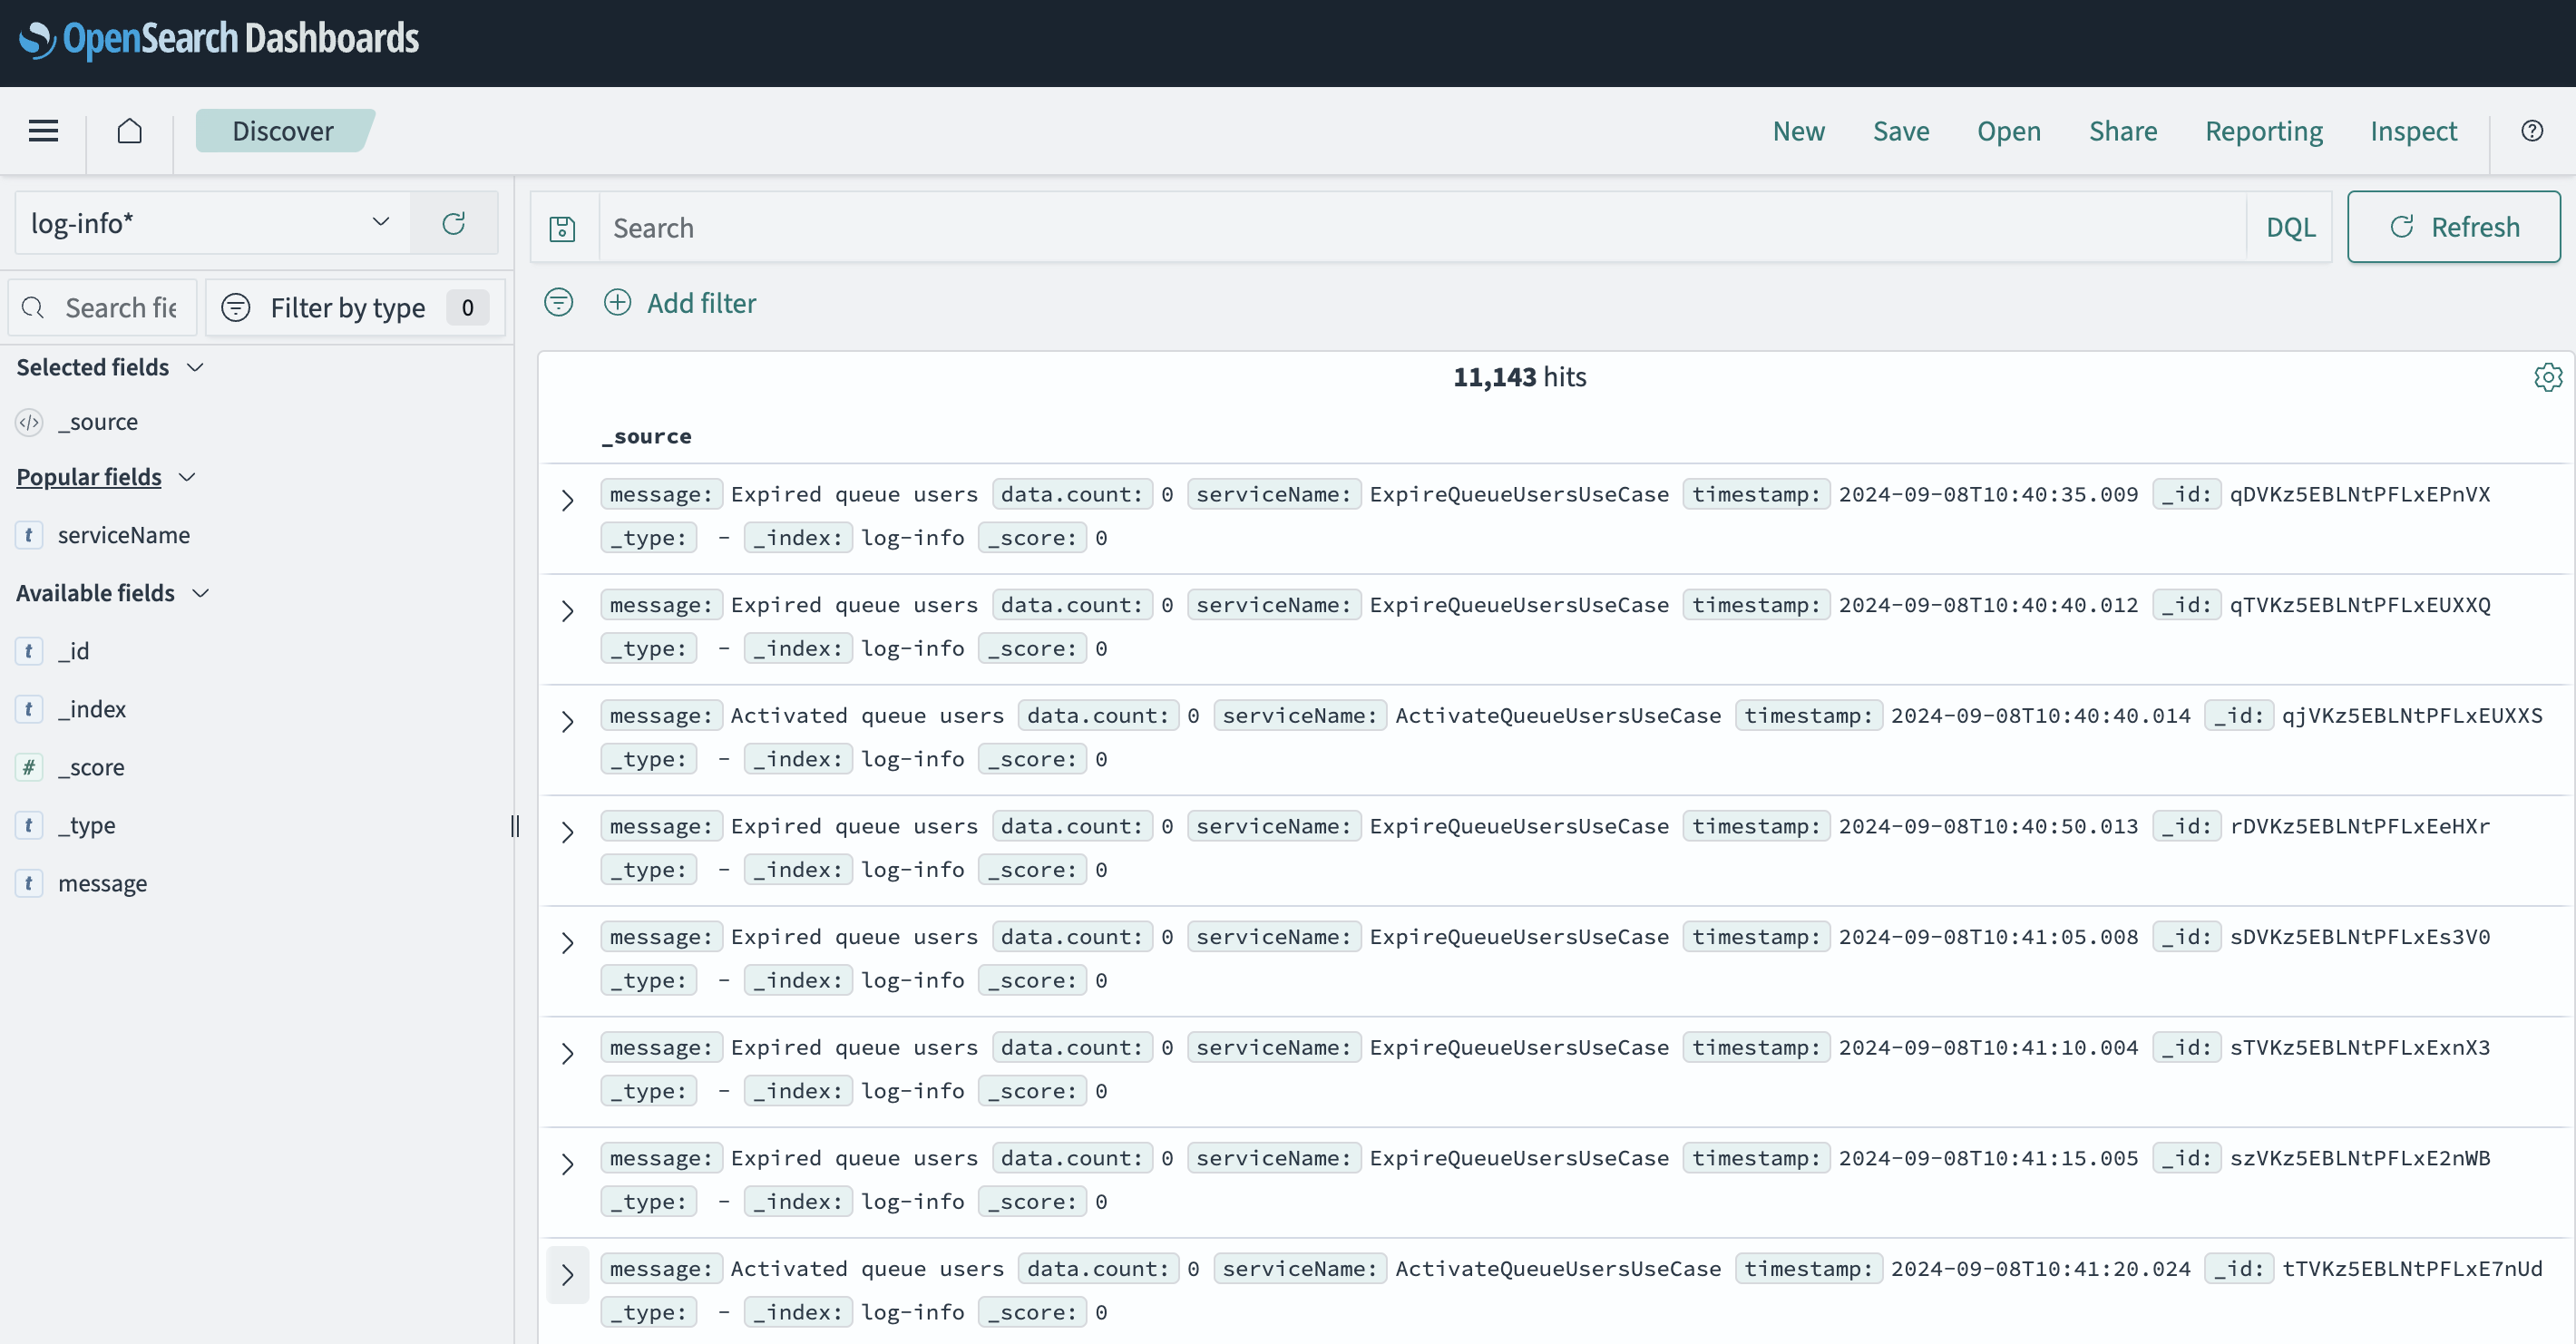 OpenSearch Dashboards
Discover
New Save Open Share Reporting Inspect
log-info*
Search
DQL
Refresh
Search fie
Filter by type 0
Add filter
Selected fields
_source
Popular fields
t serviceName
Available fields
t _id
t _index
# _score
t _type
t message
11,143 hits
_source
message: Expired queue users data.count: 0 serviceName: ExpireQueueUsersUseCase timestamp: 2024-09-08T10:40:35.009 _id: qDVKz5EBLNtPFLxEPnVX
_type: - _index: log-info _score: 0
message: Expired queue users data.count: 0 serviceName: ExpireQueueUsersUseCase timestamp: 2024-09-08T10:40:40.012 _id: qTVKz5EBLNtPFLxEUXXQ
_type: - _index: log-info _score: 0
message: Activated queue users data.count: 0 serviceName: ActivateQueueUsersUseCase timestamp: 2024-09-08T10:40:40.014 _id: qjVKz5EBLNtPFLxEUXXS
_type: - _index: log-info _score: 0
message: Expired queue users data.count: 0 serviceName: ExpireQueueUsersUseCase timestamp: 2024-09-08T10:40:50.013 _id: rDVKz5EBLNtPFLxEeHXr
_type: - _index: log-info _score: 0
message: Expired queue users data.count: 0 serviceName: ExpireQueueUsersUseCase timestamp: 2024-09-08T10:41:05.008 _id: sDVKz5EBLNtPFLxEs3V0
_type: - _index: log-info _score: 0
message: Expired queue users data.count: 0 serviceName: ExpireQueueUsersUseCase timestamp: 2024-09-08T10:41:10.004 _id: sTVKz5EBLNtPFLxExnX3
_type: - _index: log-info _score: 0
message: Expired queue users data.count: 0 serviceName: ExpireQueueUsersUseCase timestamp: 2024-09-08T10:41:15.005 _id: szVKz5EBLNtPFLxE2nWB
_type: - _index: log-info _score: 0
message: Activated queue users data.count: 0 serviceName: ActivateQueueUsersUseCase timestamp: 2024-09-08T10:41:20.024 _id: tTVKz5EBLNtPFLxE7nUd
_type: - _index: log-info _score: 0